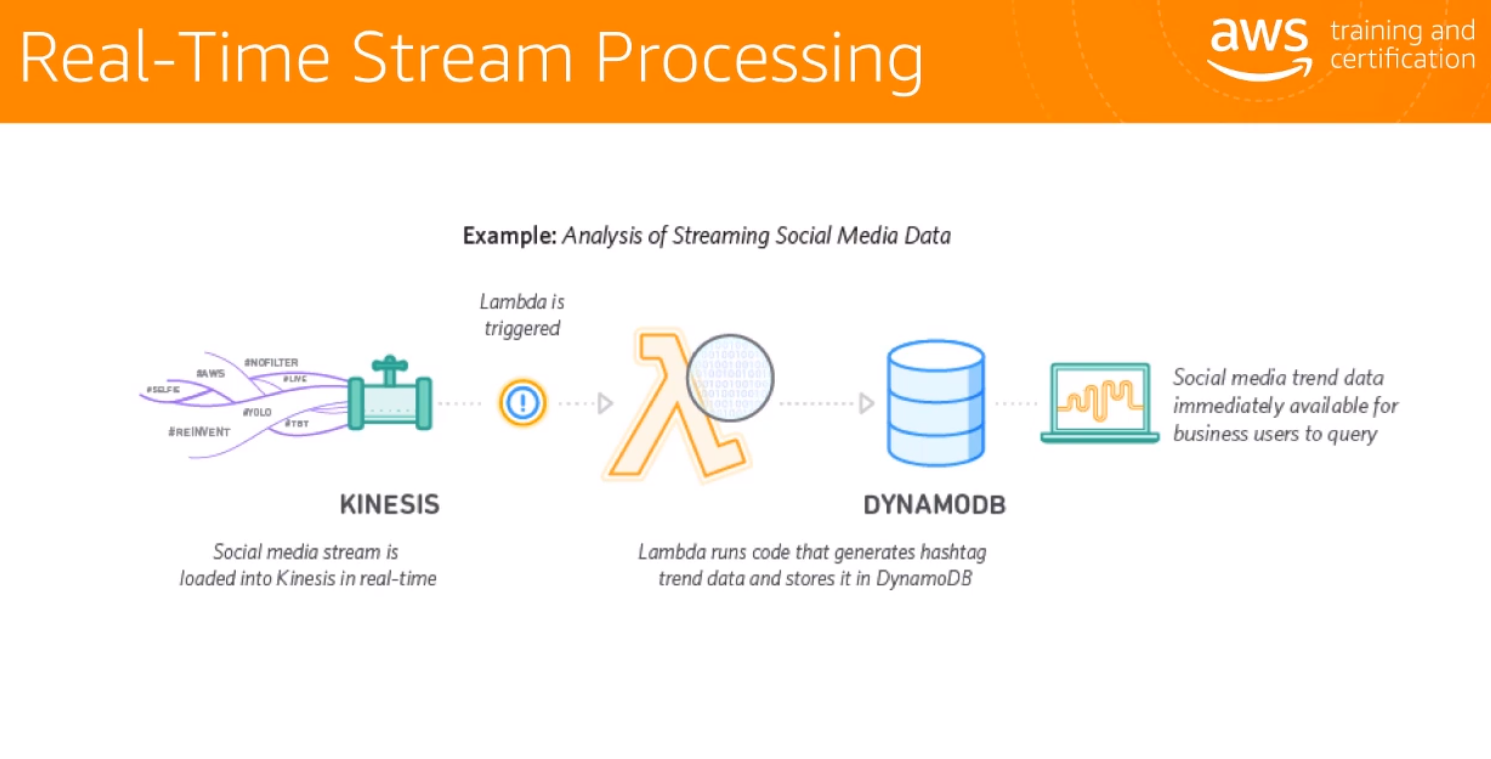 Real-Time Stream Processing
aws training and
certification
Example: Analysis of Streaming Social Media Data
Lambda is
triggered
#NOFILTER
#AWS
#LIVE
#SELFIE
#YOLO
#TBT
#REINVENT
Social media trend data
immediately available for
business users to query
KINESIS
DYNAMODB
Social media stream is
loaded into Kinesis in real-time
Lambda runs code that generates hashtag
trend data and stores it in DynamoDB